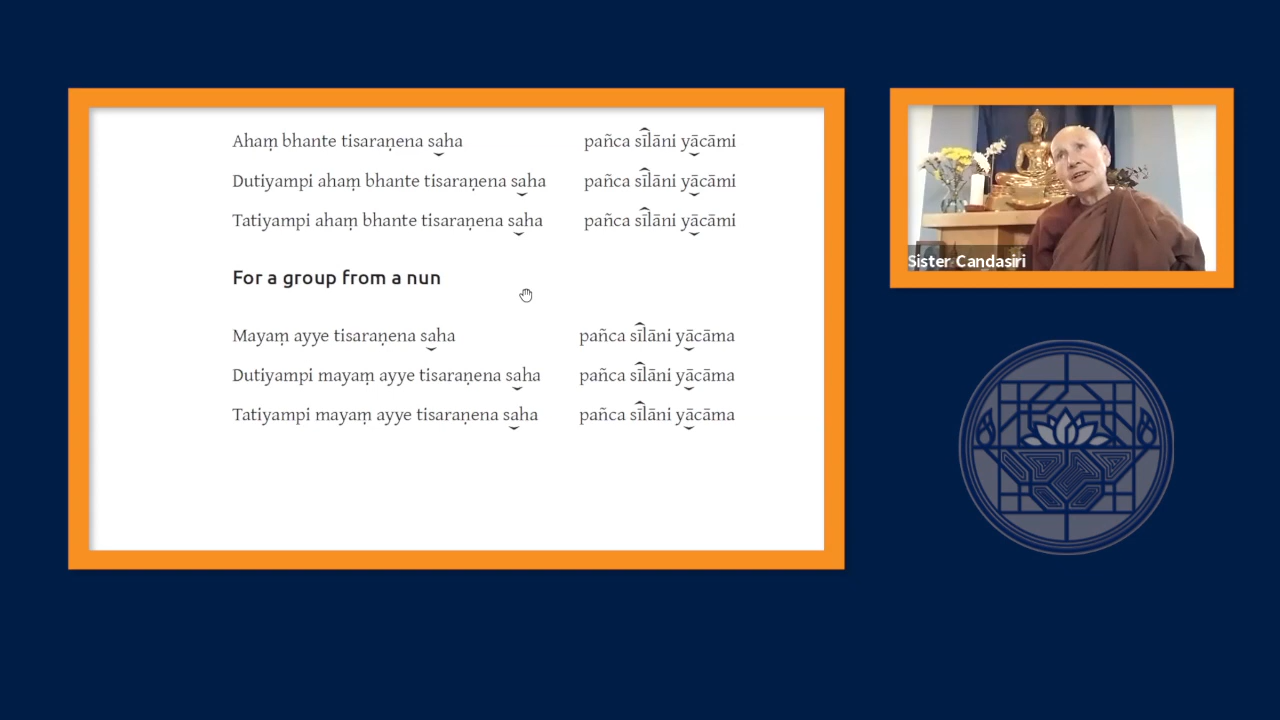 Ahaṃ bhante tisaraṇena saha pañca sīlāni yācāmi
Dutiyampi ahaṃ bhante tisaraṇena saha pañca sīlāni yācāmi
Tatiyampi ahaṃ bhante tisaraṇena saha pañca sīlāni yācāmi
For a group from a nun
Mayaṃ ayye tisaraṇena saha pañca sīlāni yācāma
Dutiyampi mayaṃ ayye tisaraṇena saha pañca sīlāni yācāma
Tatiyampi mayaṃ ayye tisaraṇena saha pañca sīlāni yācāma
Sister Candasiri